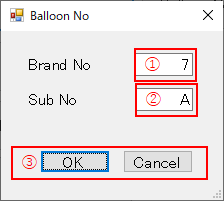 Balloon No
Brand No ① 7
Sub No ② A
③ OK Cancel